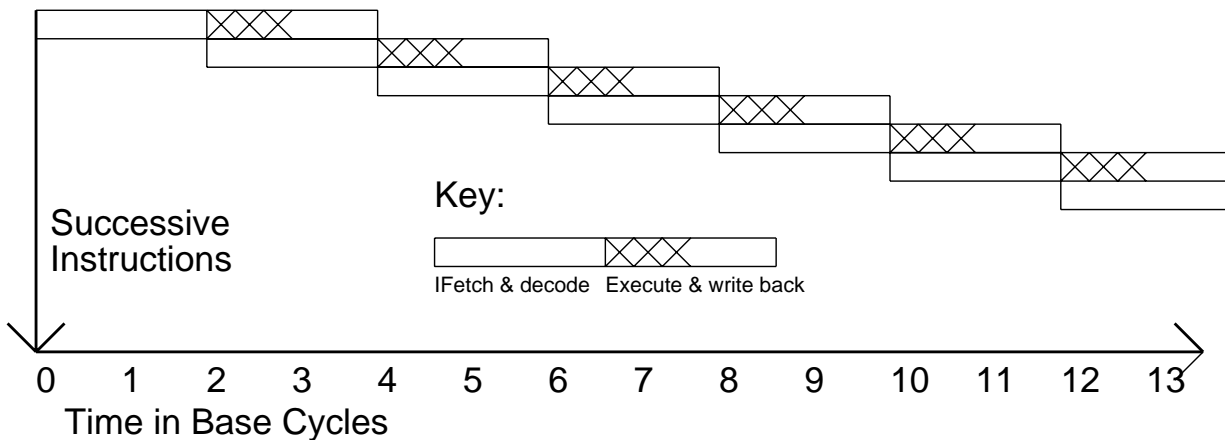 Key:
Successive
Instructions
IFetch & decode Execute & write back
0 1 2 3 4 5 6 7 8 9 10 11 12 13
Time in Base Cycles